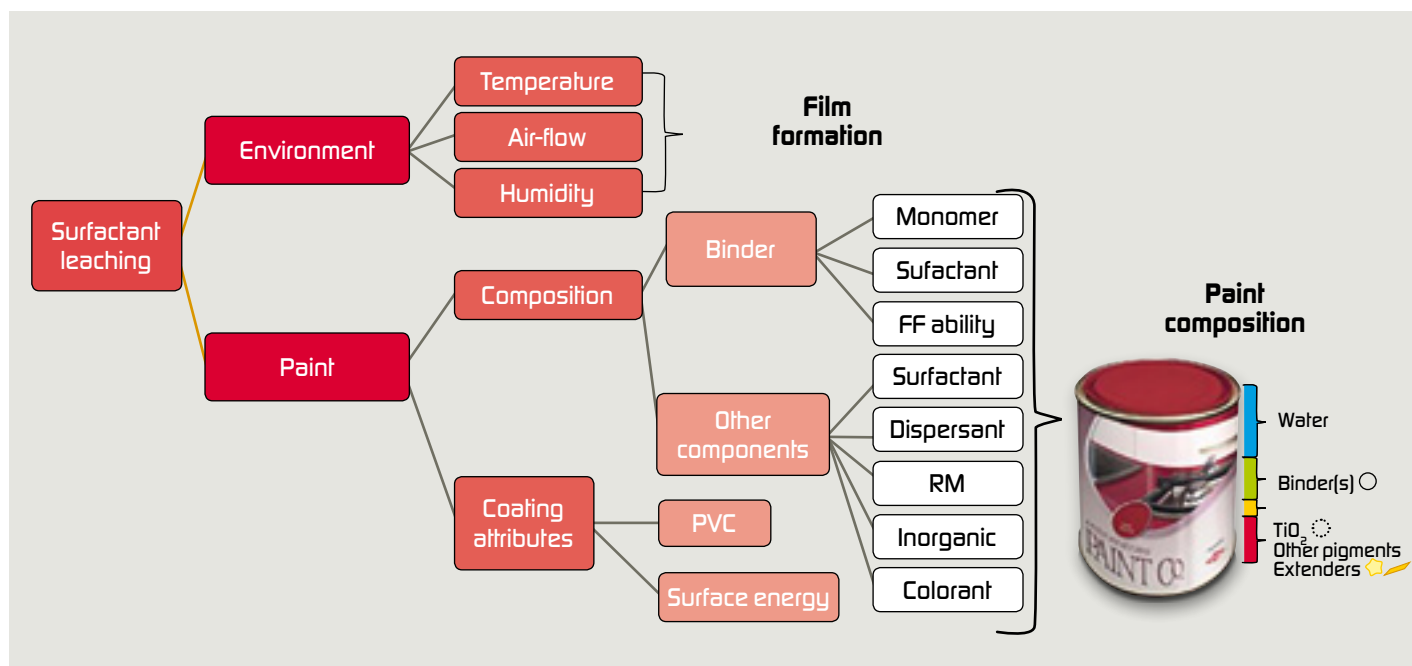 Temperature
Air-flow
Humidity
Film
formation
Environment
Surfactant
leaching
Paint
Composition
Coating
attributes
Binder
Other
components
PVC
Surface energy
Monomer
Sufactant
FF ability
Surfactant
Dispersant
RM
Inorganic
Colorant
Paint
composition
PAINT CO
Water
Binder(s)
TiO₂
Other pigments
Extenders